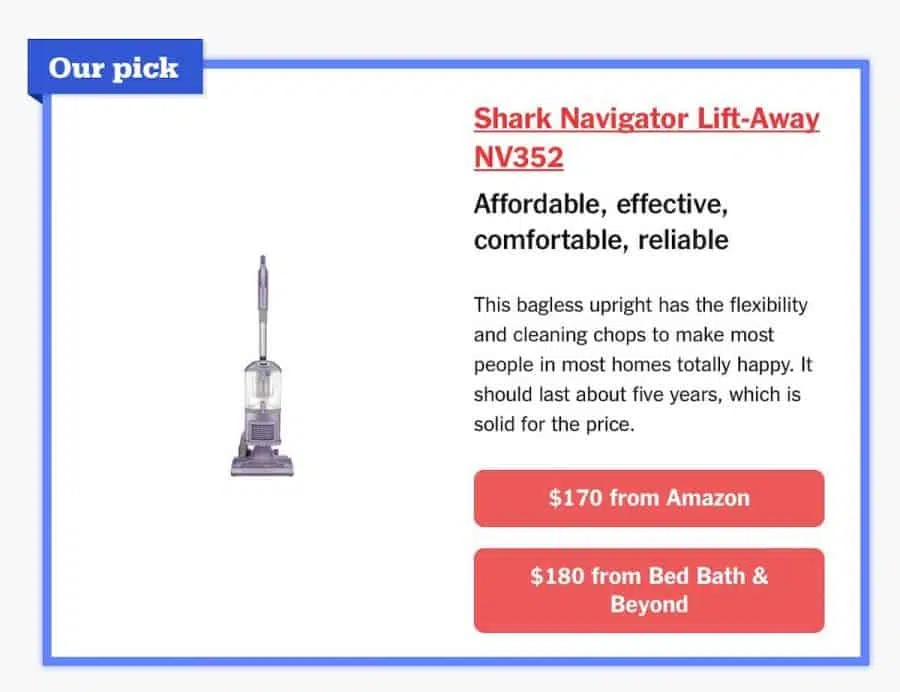 Our pick
Shark Navigator Lift-Away
NV352
Affordable, effective,
comfortable, reliable
This bagless upright has the flexibility
and cleaning chops to make most
people in most homes totally happy. It
should last about five years, which is
solid for the price.
$170 from Amazon
$180 from Bed Bath &
Beyond